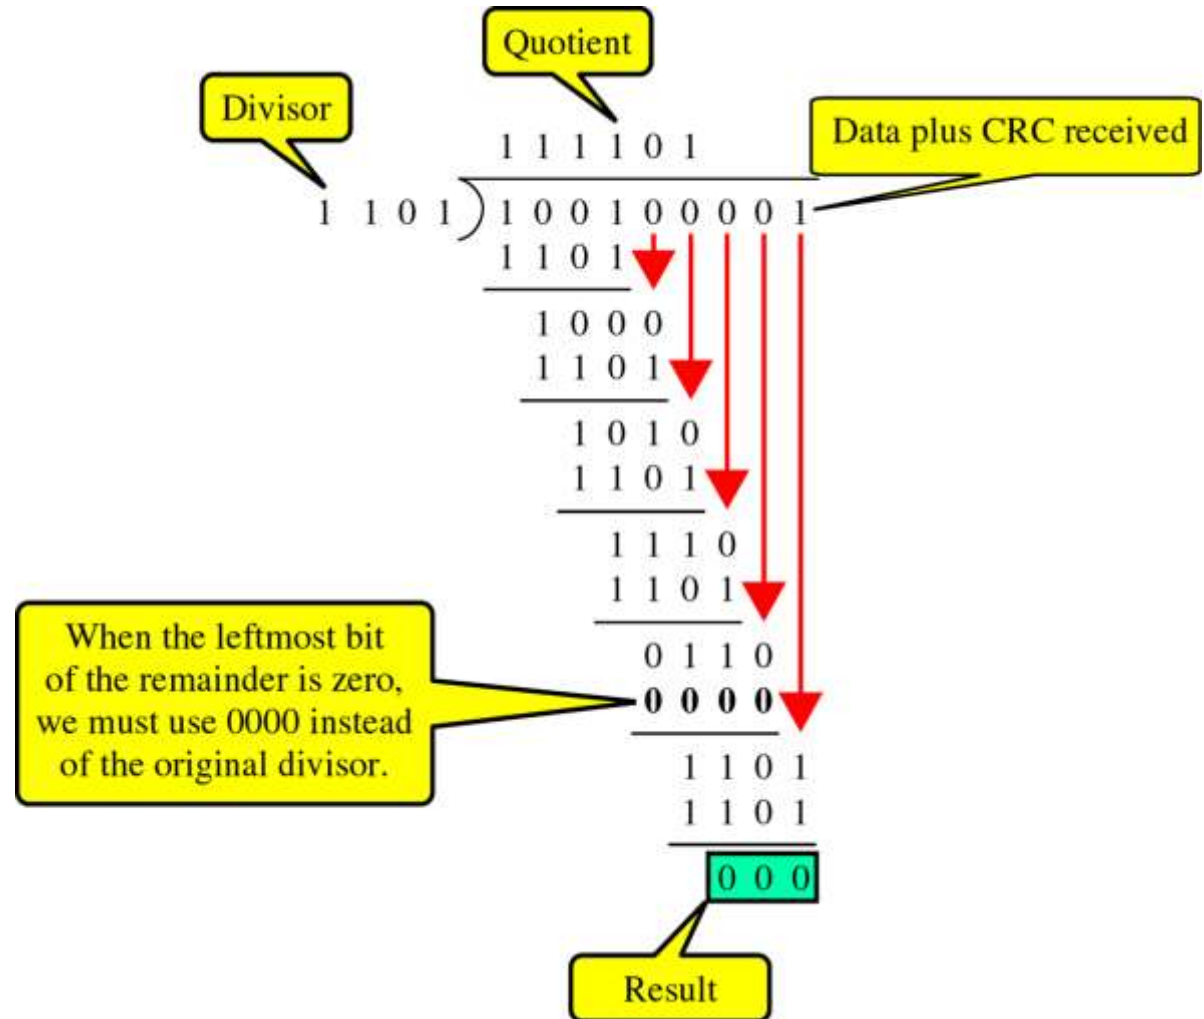 Quotient
Divisor
Data plus CRC received
1 1 1 1 0 1
1 1 0 1 1 0 0 1 0 0 0 0 1
1 1 0 1
1 0 0 0
1 1 0 1
1 0 1 0
1 1 0 1
1 1 1 0
1 1 0 1
When the leftmost bit
of the remainder is zero,
we must use 0000 instead
of the original divisor.
0 1 1 0
0 0 0 0
1 1 0 1
1 1 0 1
0 0 0
Result